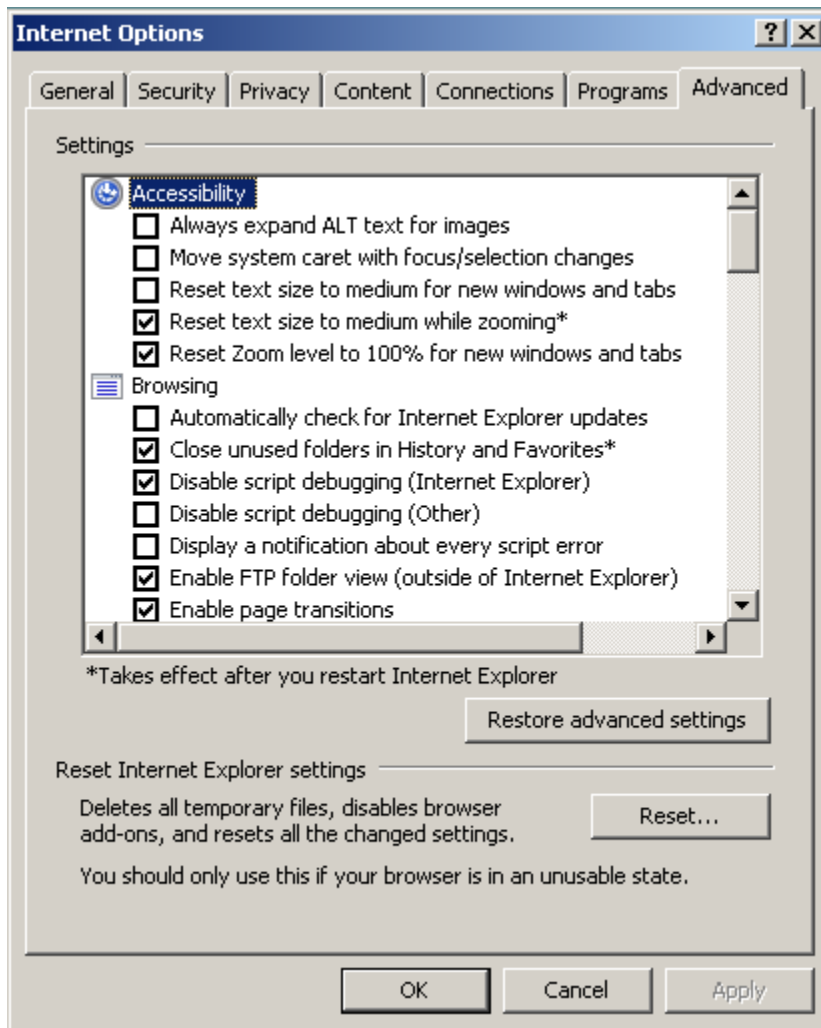 Internet Options
General Security Privacy Content Connections Programs Advanced
Settings
Accessibility
Always expand ALT text for images
Move system caret with focus/selection changes
Reset text size to medium for new windows and tabs
Reset text size to medium while zooming*
Reset Zoom level to 100% for new windows and tabs
Browsing
Automatically check for Internet Explorer updates
Close unused folders in History and Favorites*
Disable script debugging (Internet Explorer)
Disable script debugging (Other)
Display a notification about every script error
Enable FTP folder view (outside of Internet Explorer)
Enable page transitions
*Takes effect after you restart Internet Explorer
Restore advanced settings
Reset Internet Explorer settings
Deletes all temporary files, disables browser
add-ons, and resets all the changed settings.
Reset...
You should only use this if your browser is in an unusable state.
OK Cancel Apply